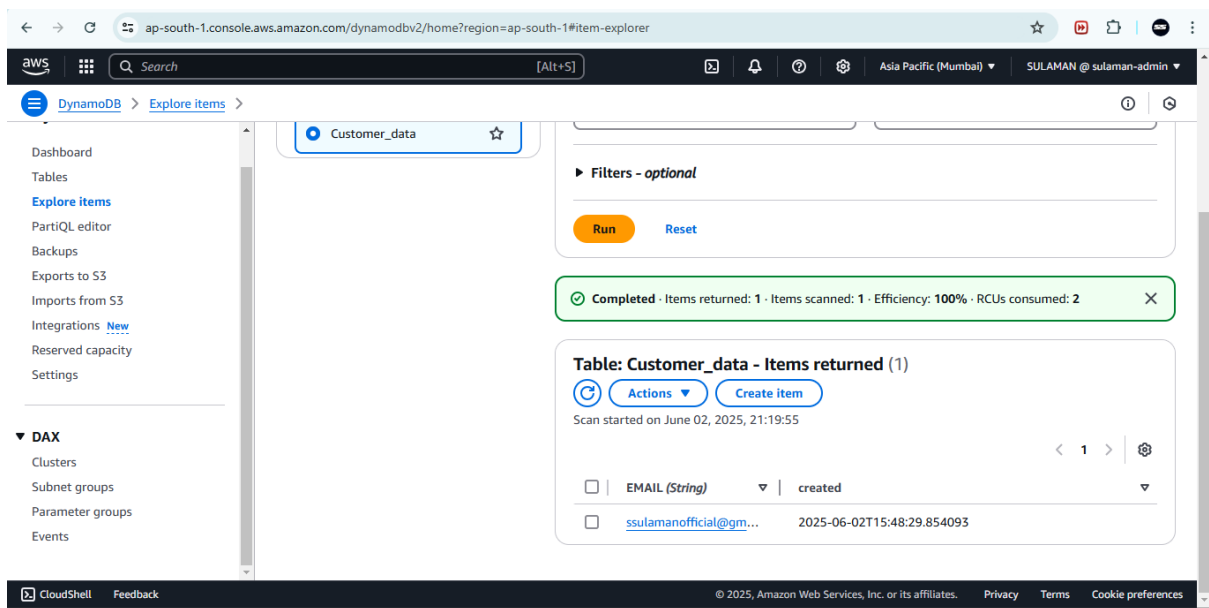 ap-south-1.console.aws.amazon.com/dynamodbv2/home?region=ap-south-1#item-explorer
aws
Search
[Alt+S]
Asia Pacific (Mumbai)
SULAMAN @ sulaman-admin
DynamoDB
Explore items
Dashboard
Tables
Explore items
PartiQL editor
Backups
Exports to S3
Imports from S3
Integrations New
Reserved capacity
Settings
DAX
Clusters
Subnet groups
Parameter groups
Events
Customer_data
Filters - optional
Run Reset
Completed · Items returned: 1 · Items scanned: 1 · Efficiency: 100% · RCUs consumed: 2
Table: Customer_data - Items returned (1)
Actions Create item
Scan started on June 02, 2025, 21:19:55
1
EMAIL (String) created
ssulamanofficial@gm... 2025-06-02T15:48:29.854093
CloudShell Feedback © 2025, Amazon Web Services, Inc. or its affiliates. Privacy Terms Cookie preferences